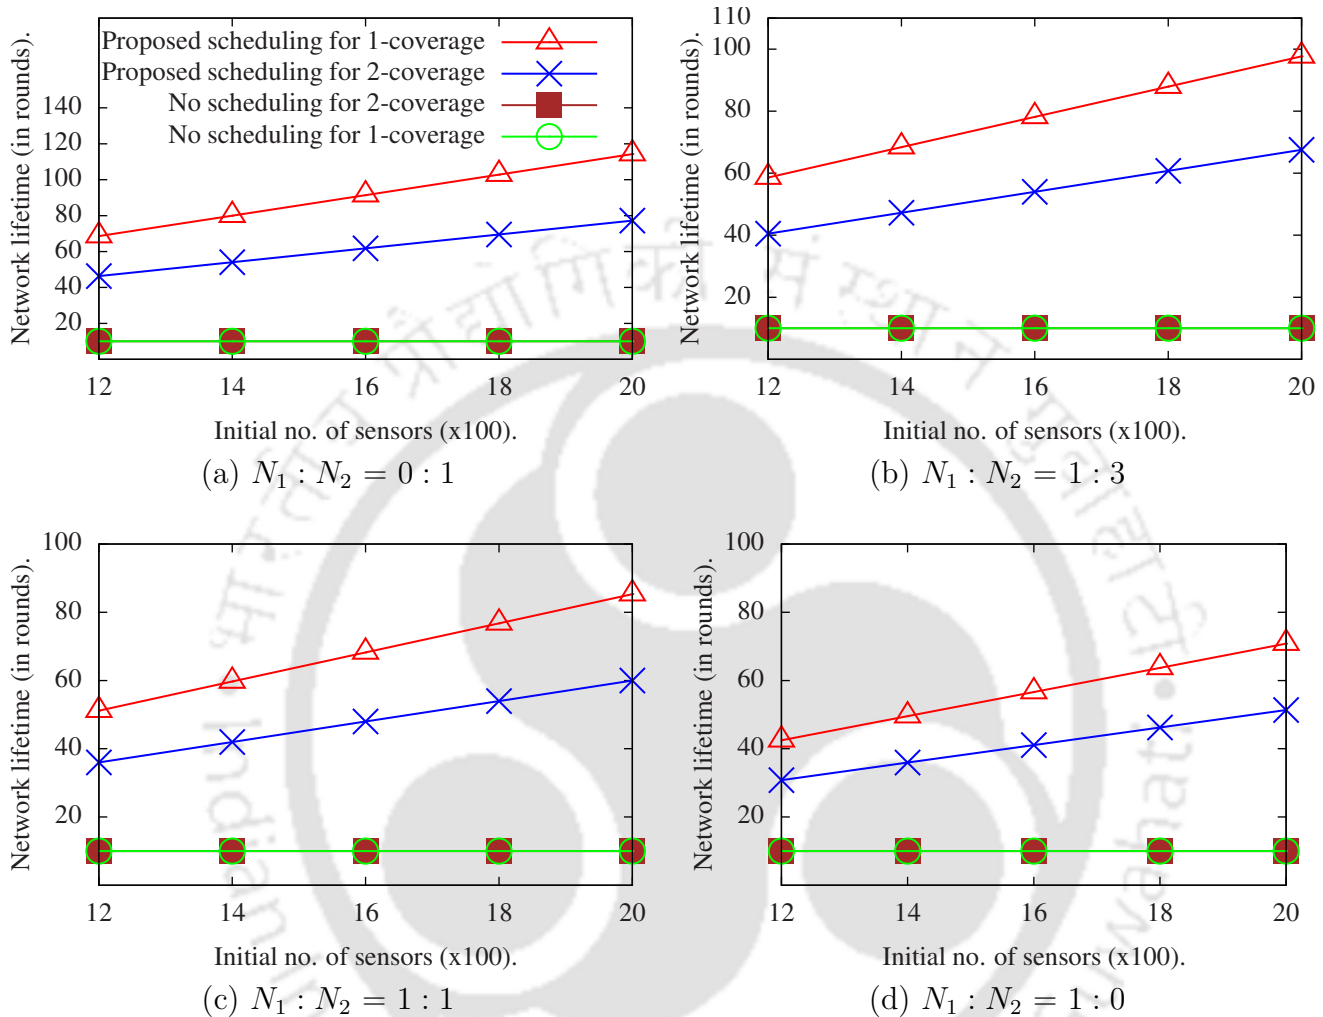 Proposed scheduling for 1-coverage
Proposed scheduling for 2-coverage
No scheduling for 2-coverage
No scheduling for 1-coverage
Network lifetime (in rounds).
140
120
100
80
60
40
20
12 14 16 18 20
Initial no. of sensors (x100).
(a) N₁ : N₂ = 0 : 1
Network lifetime (in rounds).
110
100
80
60
40
20
12 14 16 18 20
Initial no. of sensors (x100).
(b) N₁ : N₂ = 1 : 3
Network lifetime (in rounds).
100
80
60
40
20
12 14 16 18 20
Initial no. of sensors (x100).
(c) N₁ : N₂ = 1 : 1
Network lifetime (in rounds).
100
80
60
40
20
12 14 16 18 20
Initial no. of sensors (x100).
(d) N₁ : N₂ = 1 : 0